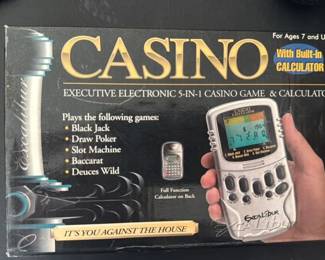 For Ages 7 and U
CASINO
With Built-In
CALCULATOR
EXECUTIVE ELECTRONIC 5-IN-1 CASINO GAME & CALCULATO
Plays the following games:
• Black Jack
• Draw Poker
• Slot Machine
• Baccarat
• Deuces Wild
Full Function
Calculator on Back
Excalibur
IT'S YOU AGAINST THE HOUSE